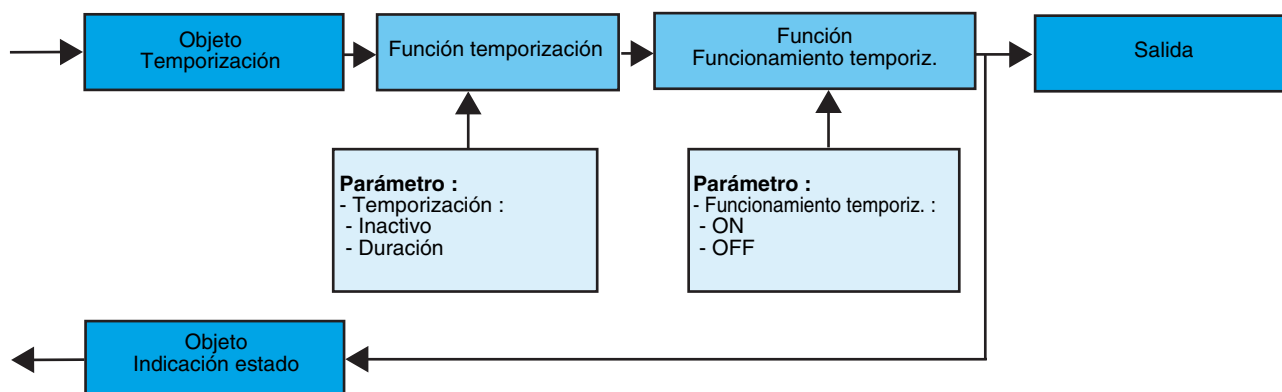 Objeto
Temporización
Función temporización
Función
Funcionamiento temporiz.
Salida
Parámetro :
- Temporización :
- Inactivo
- Duración
Parámetro :
- Funcionamiento temporiz. :
- ON
- OFF
Objeto
Indicación estado